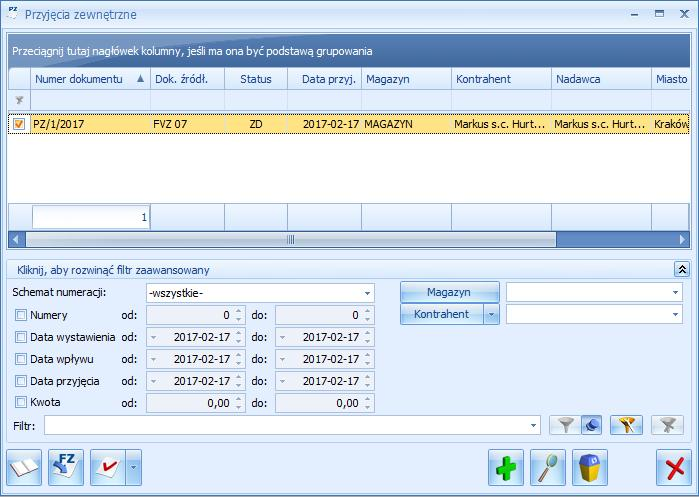 PZ Przyjęcia zewnętrzne
Przeciągnij tutaj nagłówek kolumny, jeśli ma ona być podstawą grupowania
Numer dokumentu Dok. źródł. Status Data przyj. Magazyn Kontrahent Nadawca Miasto
PZ/1/2017 FVZ 07 ZD 2017-02-17 MAGAZYN Markus s.c. Hurt... Markus s.c. Hurt... Kraków
1
Kliknij, aby rozwinąć filtr zaawansowany
Schemat numeracji: -wszystkie- Magazyn
Numery od: 0 do: 0 Kontrahent
Data wystawienia od: 2017-02-17 do: 2017-02-17
Data wpływu od: 2017-02-17 do: 2017-02-17
Data przyjęcia od: 2017-02-17 do: 2017-02-17
Kwota od: 0,00 do: 0,00
Filtr:
FZ